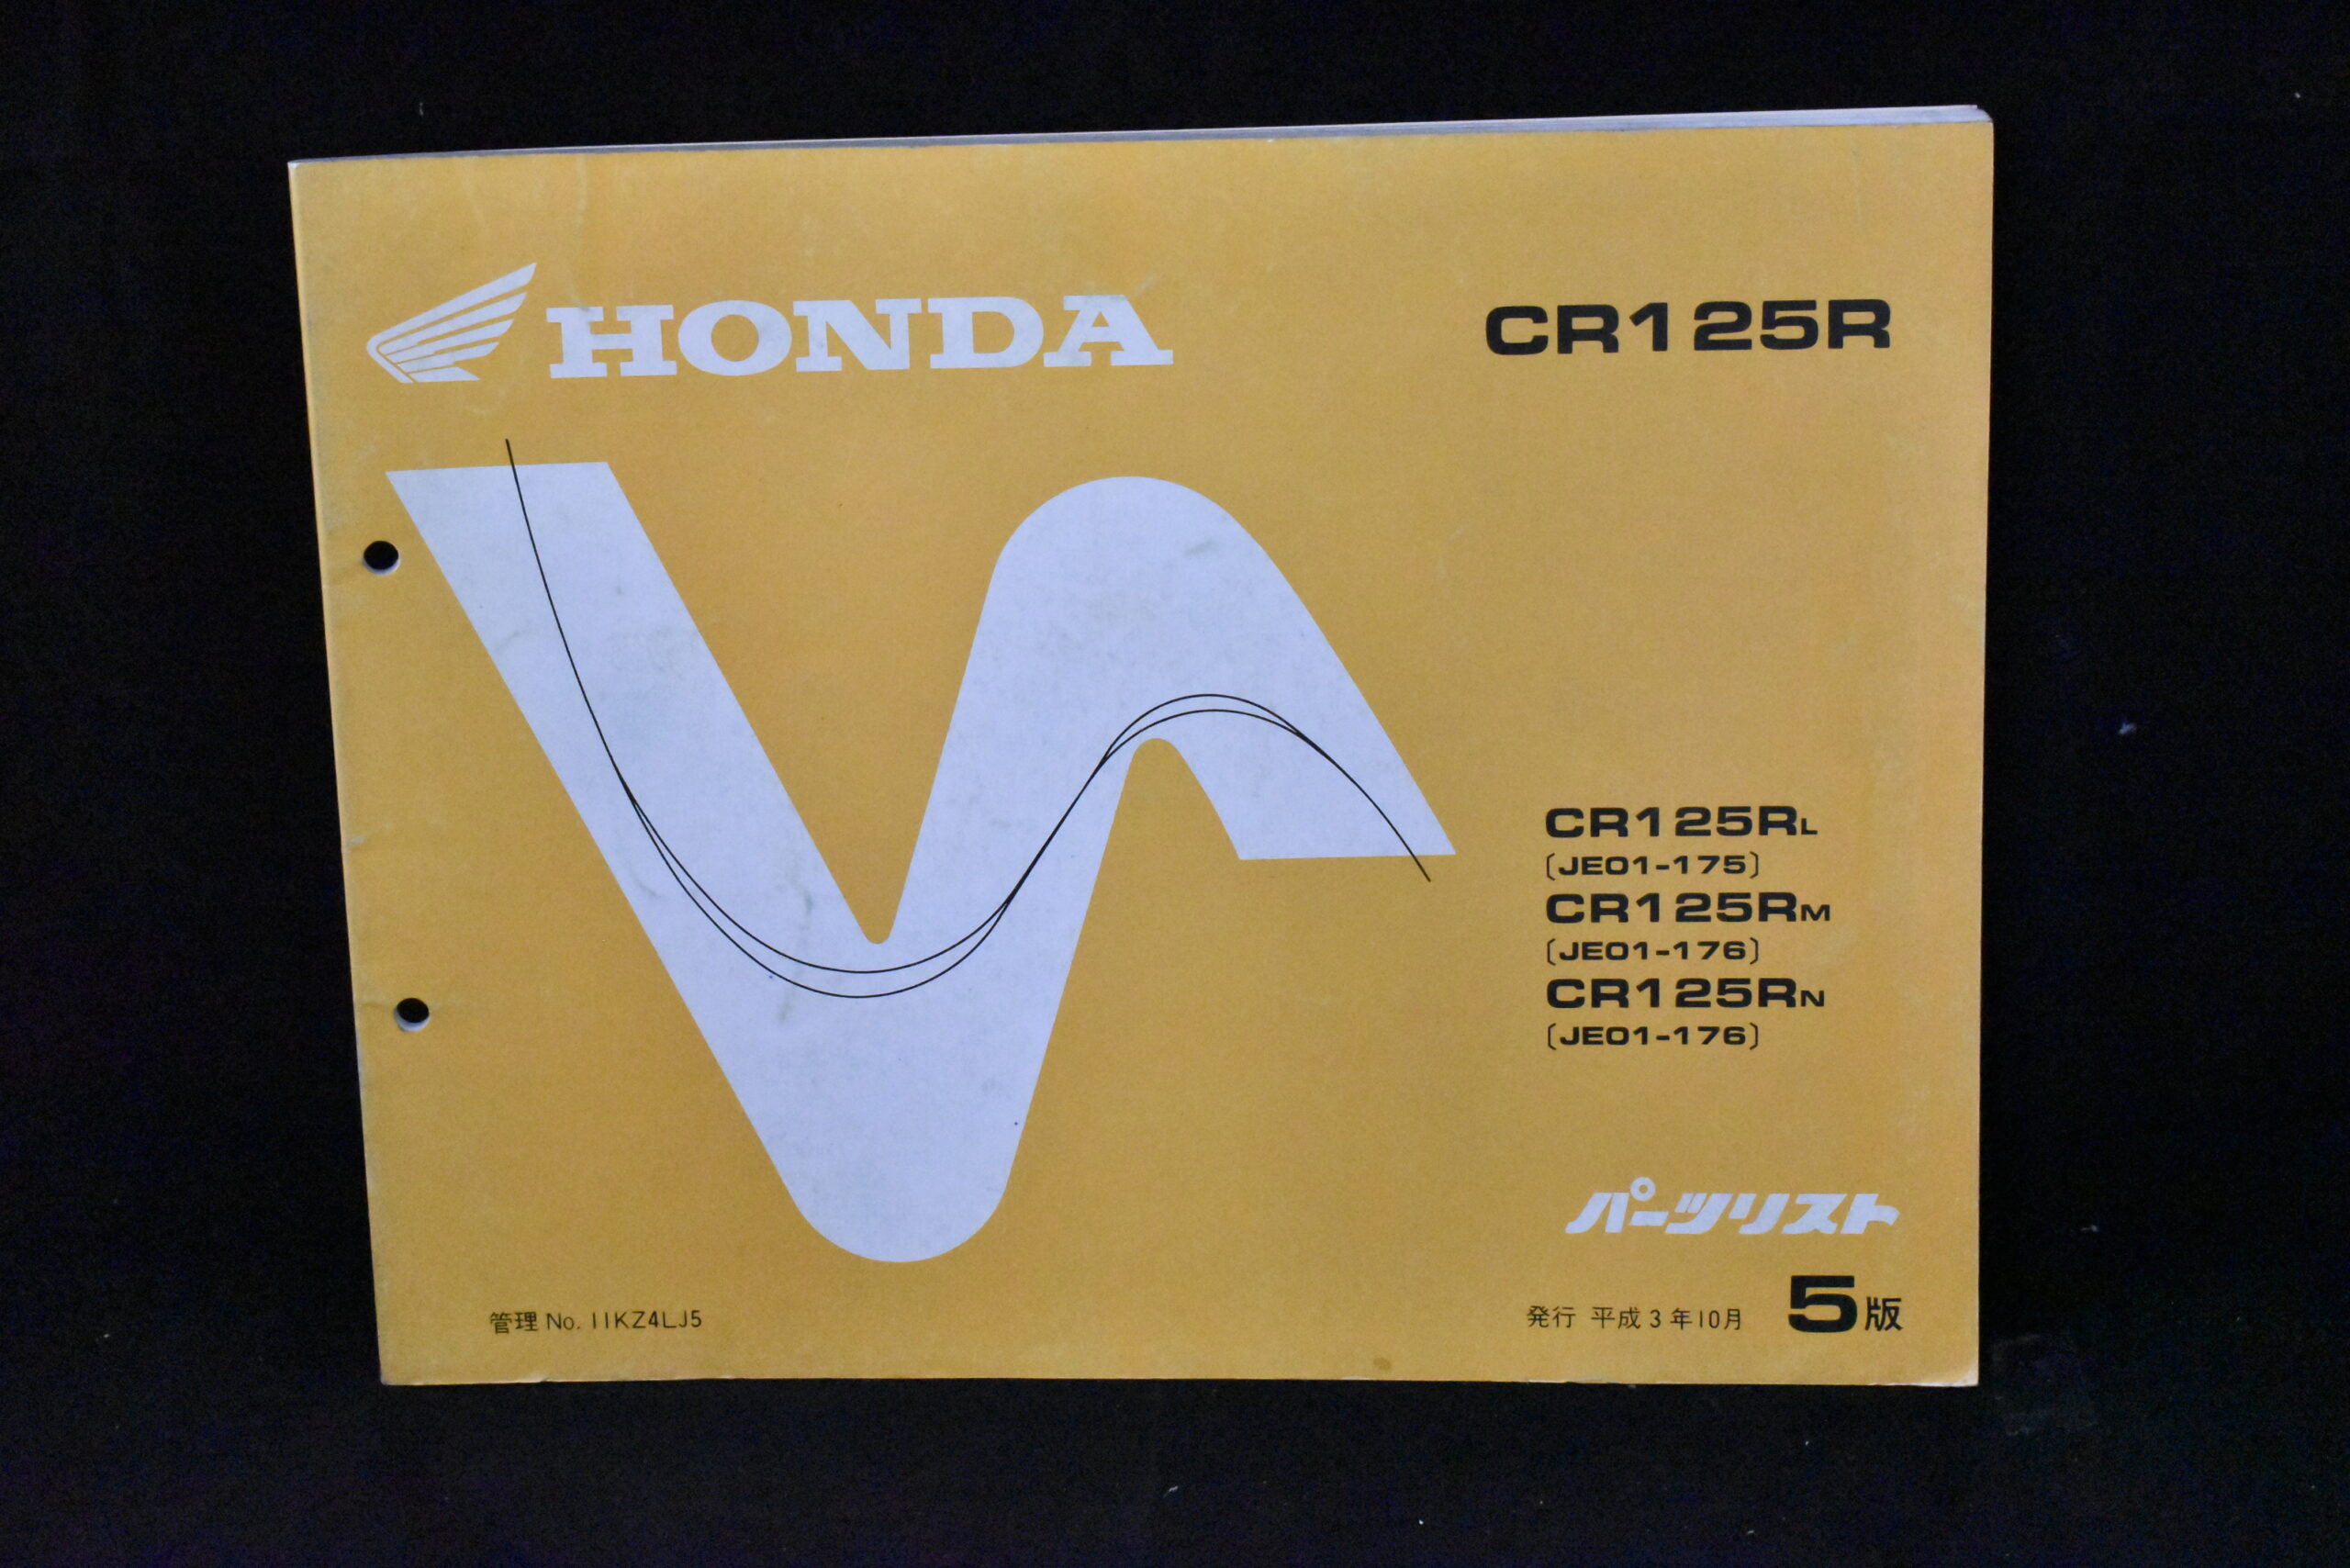 HONDA
CR125R
CR125RL
〔JE01-175〕
CR125RM
〔JE01-176〕
CR125RN
〔JE01-176〕
パーツリスト
管理 No. 11KZ4LJ5
発行 平成3年10月 5版